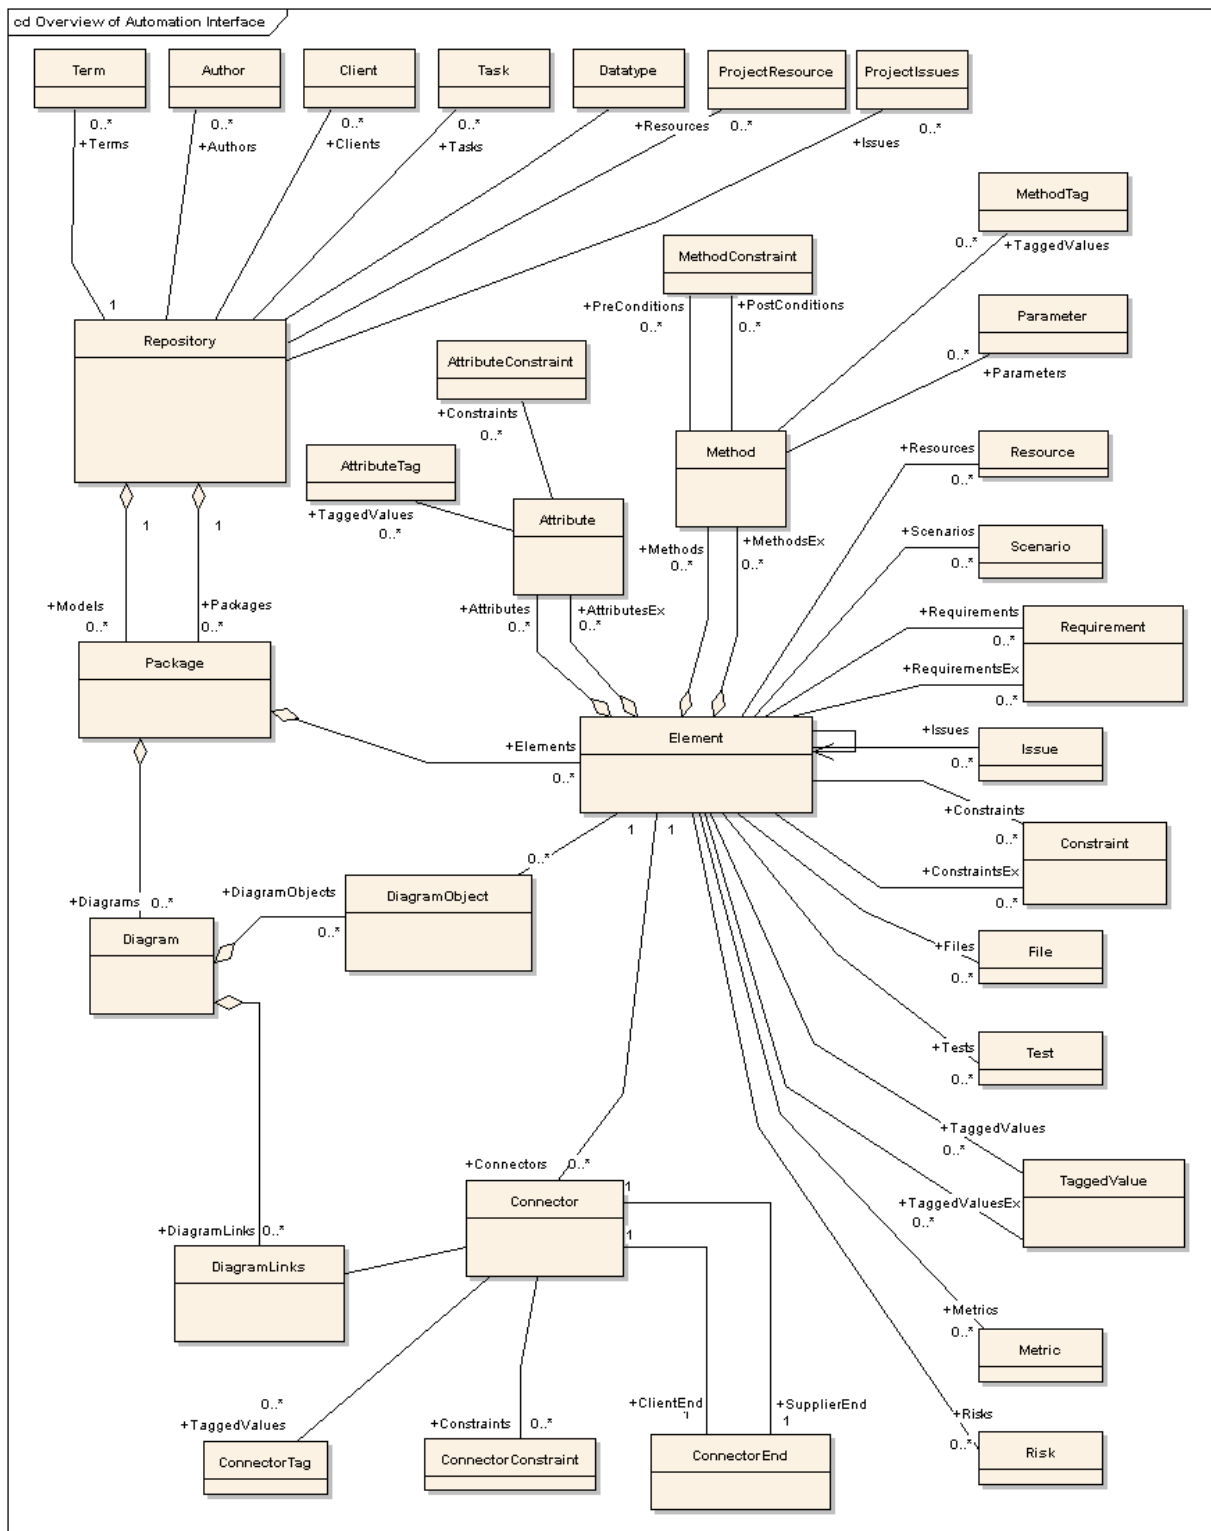 cd Overview of Automation Interface
Term
Author
Client
Task
Datatype
ProjectResource
ProjectIssues
0..*
+Terms
0..*
+Authors
0..*
+Clients
0..*
+Tasks
+Resources
0..*
0..*
+Issues
MethodTag
0..*
+TaggedValues
MethodConstraint
+PreConditions
0..*
+PostConditions
0..*
Parameter
0..*
+Parameters
1
Repository
AttributeConstraint
+Constraints
0..*
AttributeTag
+TaggedValues
0..*
Method
+Resources
0..*
Resource
Attribute
1
1
+Methods
0..*
+MethodsEx
0..*
+Scenarios
0..*
Scenario
+Models
0..*
+Packages
0..*
+Attributes
0..*
+AttributesEx
0..*
+Requirements
0..*
Requirement
+RequirementsEx
0..*
Package
Element
+Elements
0..*
+Issues
0..*
Issue
+Constraints
0..*
Constraint
+ConstraintsEx
0..*
1
1
0..*
+DiagramObjects
0..*
DiagramObject
+Diagrams
0..*
Diagram
+Files
0..*
File
+Tests
0..*
Test
+TaggedValues
0..*
TaggedValue
+TaggedValuesEx
0..*
+Connectors
0..*
Connector
1
1
+DiagramLinks
0..*
DiagramLinks
+Metrics
0..*
Metric
0..*
+TaggedValues
ConnectorTag
+Constraints
0..*
ConnectorConstraint
+ClientEnd
1
+SupplierEnd
1
ConnectorEnd
+Risks
0..*
Risk